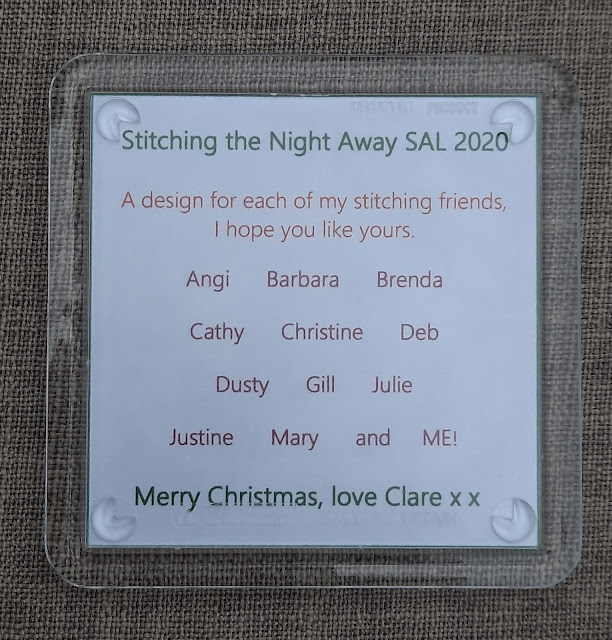 Stitching the Night Away SAL 2020
A design for each of my stitching friends,
I hope you like yours.
Angi Barbara Brenda
Cathy Christine Deb
Dusty Gill Julie
Justine Mary and ME!
Merry Christmas, love Clare x x